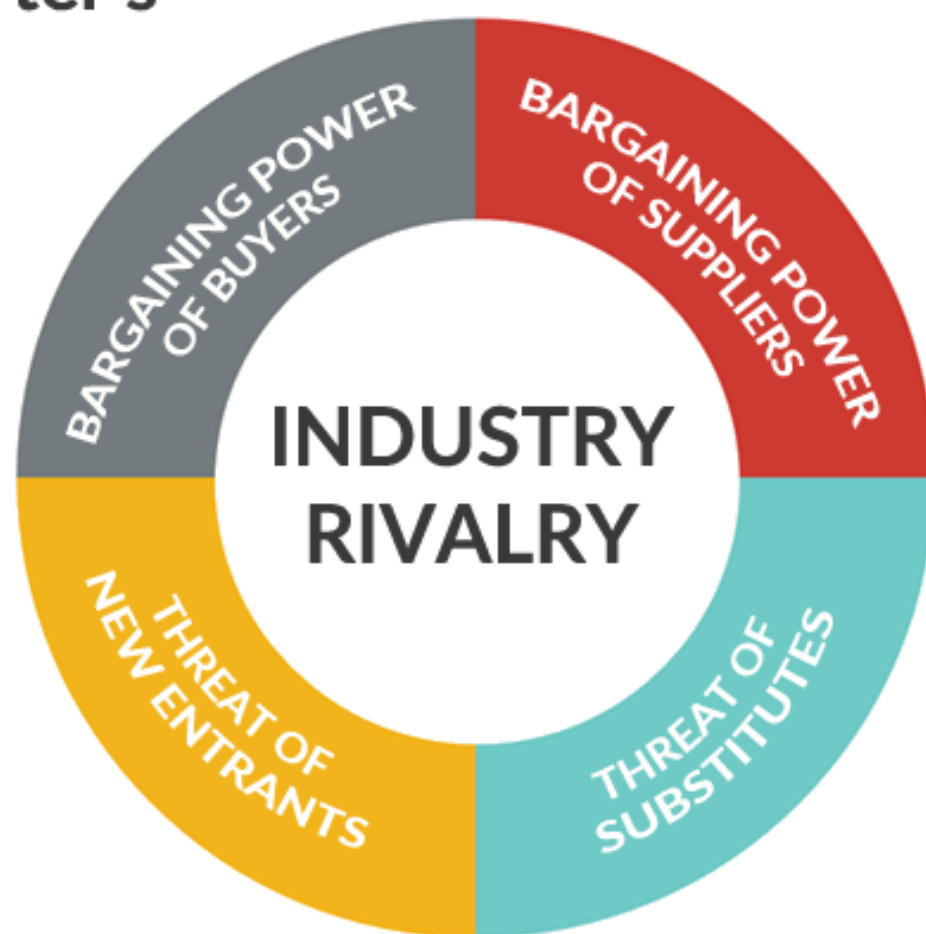 BARGAINING POWER
OF BUYERS
BARGAINING POWER
OF SUPPLIERS
INDUSTRY
RIVALRY
THREAT OF
NEW ENTRANTS
THREAT OF
SUBSTITUTES